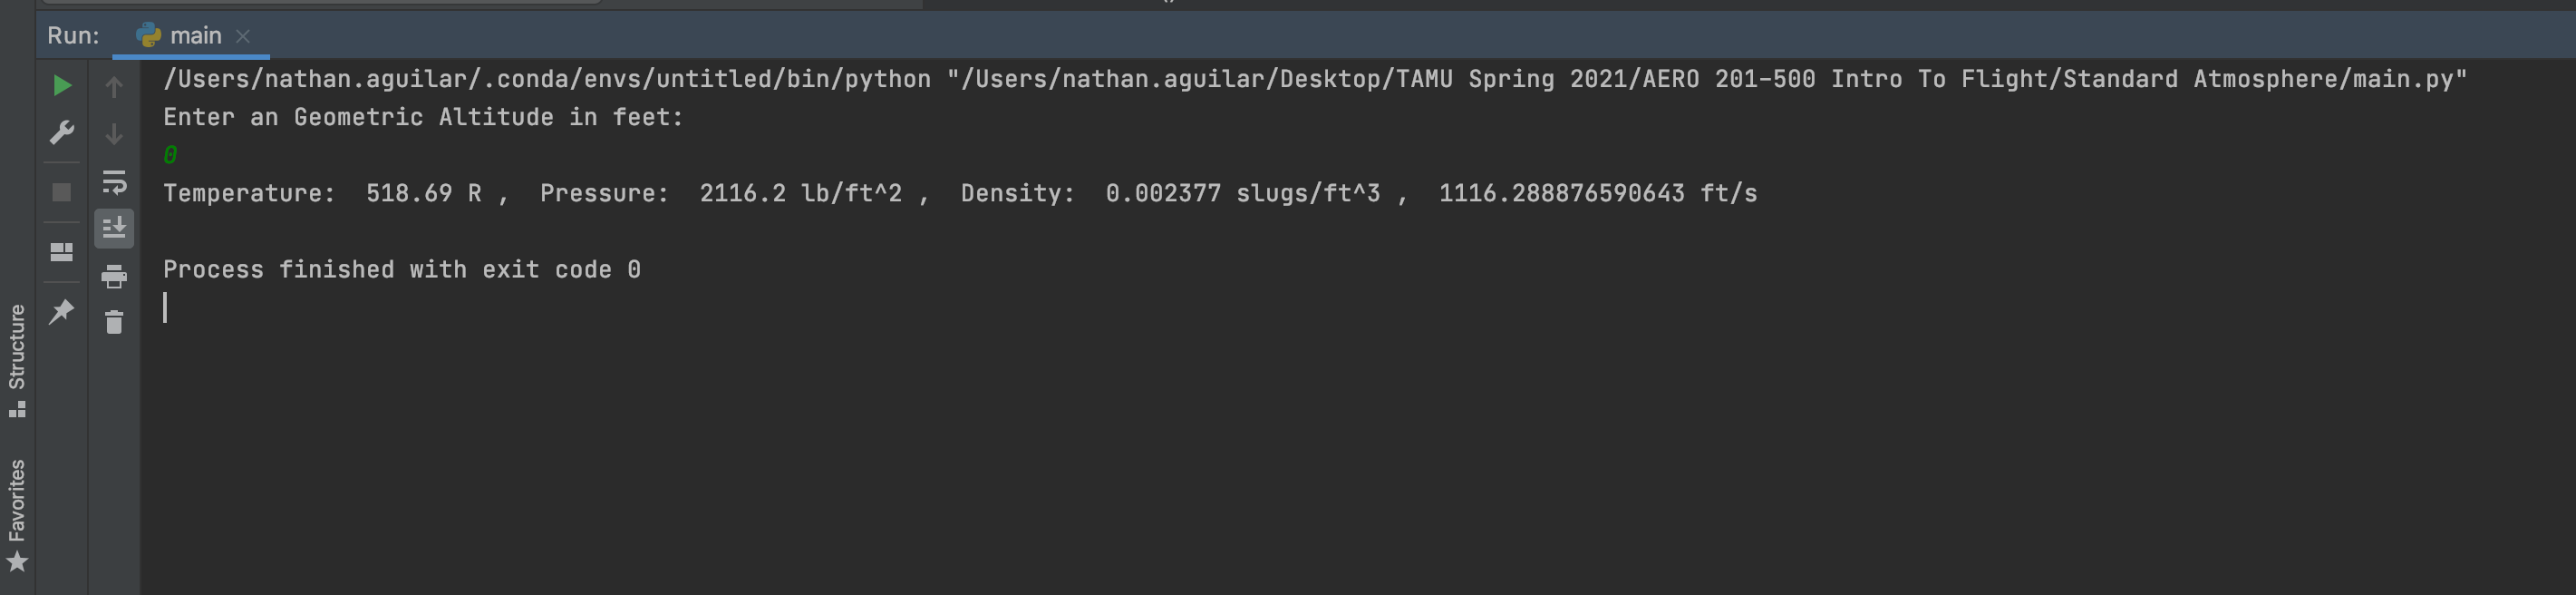 Run: main
/Users/nathan.aguilar/.conda/envs/untitled/bin/python "/Users/nathan.aguilar/Desktop/TAMU Spring 2021/AERO 201-500 Intro To Flight/Standard Atmosphere/main.py"
Enter an Geometric Altitude in feet:
0
Temperature:  518.69 R ,  Pressure:  2116.2 lb/ft^2 ,  Density:  0.002377 slugs/ft^3 ,  1116.288876590643 ft/s
Process finished with exit code 0
Structure
Favorites